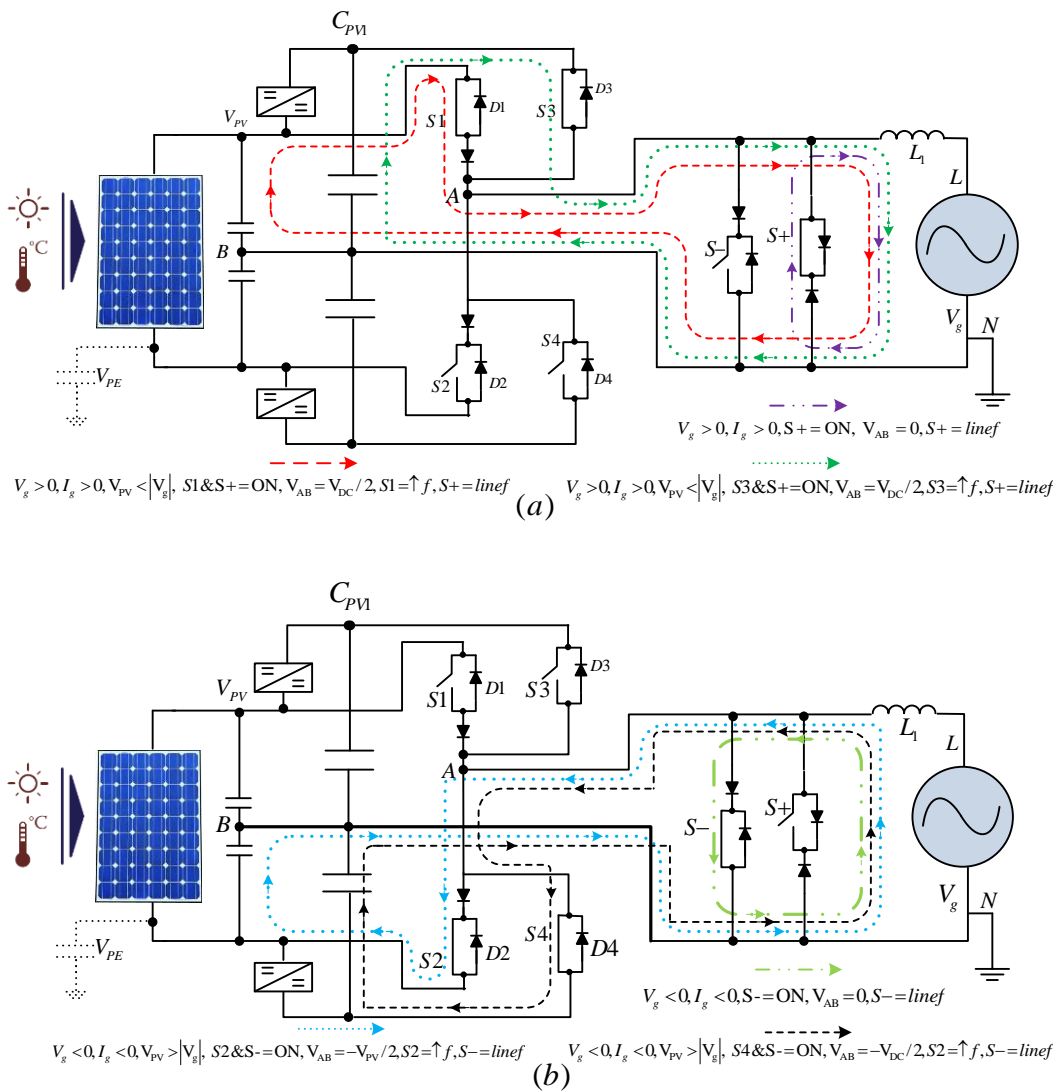 C_PV1
D3
D1
S3
S1
V_PV
L_1
L
A
°C
S+
S−
B
V_g
N
S4
V_PE
S2
D2
D4
V_g>0,I_g>0,S+=ON, V_AB=0,S+=linef
V_g>0,I_g>0,V_PV<|V_g|, S1&S+=ON,V_AB=V_DC/2,S1=↑f,S+=linef
V_g>0,I_g>0,V_PV<|V_g|, S3&S+=ON,V_AB=V_DC/2,S3=↑f,S+=linef
(a)
C_PV1
D3
S1
D1
S3
V_PV
L_1
L
A
°C
B
S−
S+
V_g
N
V_PE
S2
D2
S4
D4
V_g<0,I_g<0,S-=ON,V_AB=0,S−=linef
V_g<0,I_g<0,V_PV>|V_g|, S2&S-=ON,V_AB=−V_PV/2,S2=↑f,S−=linef
V_g<0,I_g<0,V_PV>|V_g|, S4&S-=ON,V_AB=−V_DC/2,S2=↑f,S−=linef
(b)